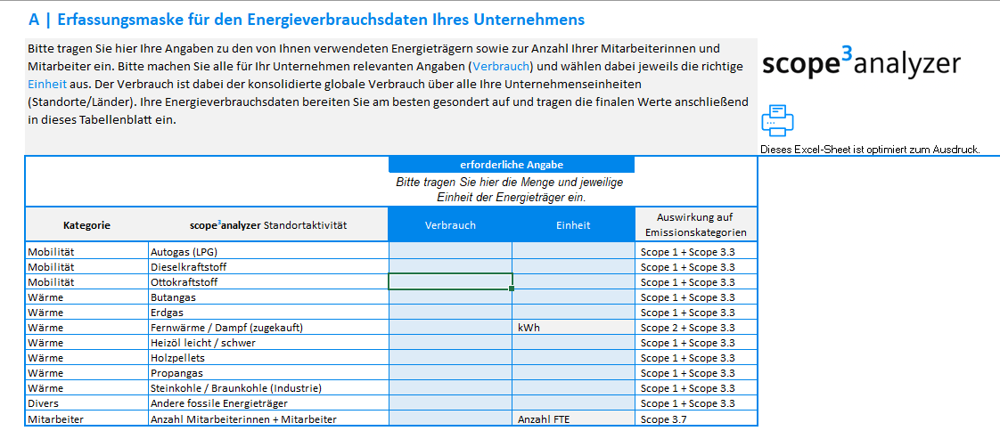 A | Erfassungsmaske für den Energieverbrauchsdaten Ihres Unternehmens
Bitte tragen Sie hier Ihre Angaben zu den von Ihnen verwendeten Energieträgern sowie zur Anzahl Ihrer Mitarbeiterinnen und
Mitarbeiter ein. Bitte machen Sie alle für Ihr Unternehmen relevanten Angaben (Verbrauch) und wählen dabei jeweils die richtige
Einheit aus. Der Verbrauch ist dabei der konsolidierte globale Verbrauch über alle Ihre Unternehmenseinheiten
(Standorte/Länder). Ihre Energieverbrauchsdaten bereiten Sie am besten gesondert auf und tragen die finalen Werte anschließend
in dieses Tabellenblatt ein.
scope³analyzer
Dieses Excel-Sheet ist optimiert zum Ausdruck.
erforderliche Angabe
Bitte tragen Sie hier die Menge und jeweilige
Einheit der Energieträger ein.
Kategorie scope³analyzer Standortaktivität Verbrauch Einheit Auswirkung auf
Emissionskategorien
Mobilität Autogas (LPG) Scope 1 + Scope 3.3
Mobilität Dieselkraftstoff Scope 1 + Scope 3.3
Mobilität Ottokraftstoff Scope 1 + Scope 3.3
Wärme Butangas Scope 1 + Scope 3.3
Wärme Erdgas Scope 1 + Scope 3.3
Wärme Fernwärme / Dampf (zugekauft) kWh Scope 2 + Scope 3.3
Wärme Heizöl leicht / schwer Scope 1 + Scope 3.3
Wärme Holzpellets Scope 1 + Scope 3.3
Wärme Propangas Scope 1 + Scope 3.3
Wärme Steinkohle / Braunkohle (Industrie) Scope 1 + Scope 3.3
Divers Andere fossile Energieträger Scope 1 + Scope 3.3
Mitarbeiter Anzahl Mitarbeiterinnen + Mitarbeiter Anzahl FTE Scope 3.7